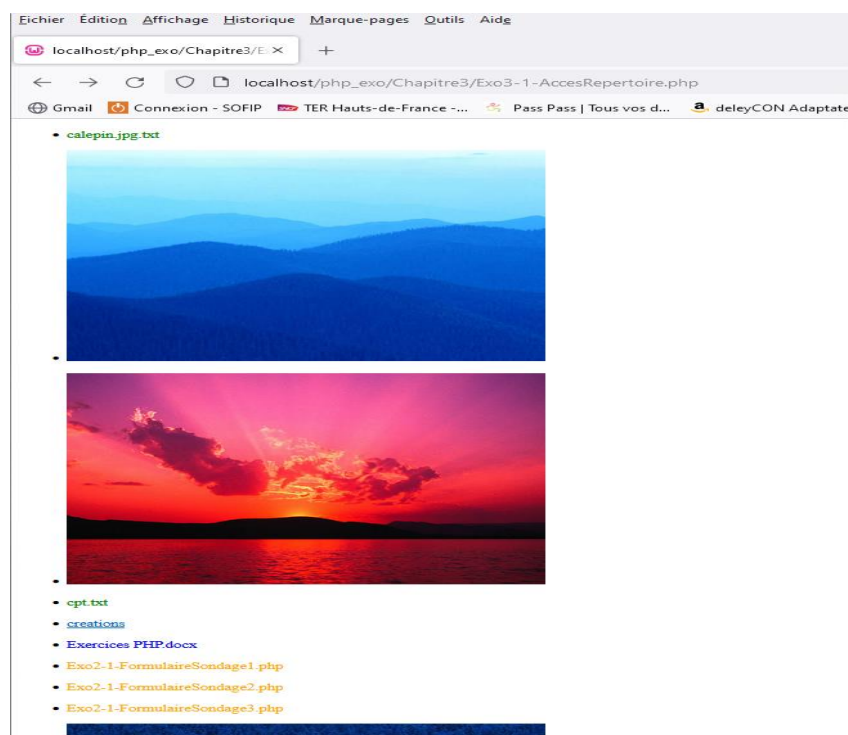 Fichier Édition Affichage Historique Marque-pages Outils Aide
localhost/php_exo/Chapitre3/E
localhost/php_exo/Chapitre3/Exo3-1-AccesRepertoire.php
Gmail Connexion - SOFIP TER Hauts-de-France -... Pass Pass | Tous vos d... deleyCON Adaptate
calepin.jpg.txt
cpt.txt
creations
Exercices PHP.docx
Exo2-1-FormulaireSondage1.php
Exo2-1-FormulaireSondage2.php
Exo2-1-FormulaireSondage3.php